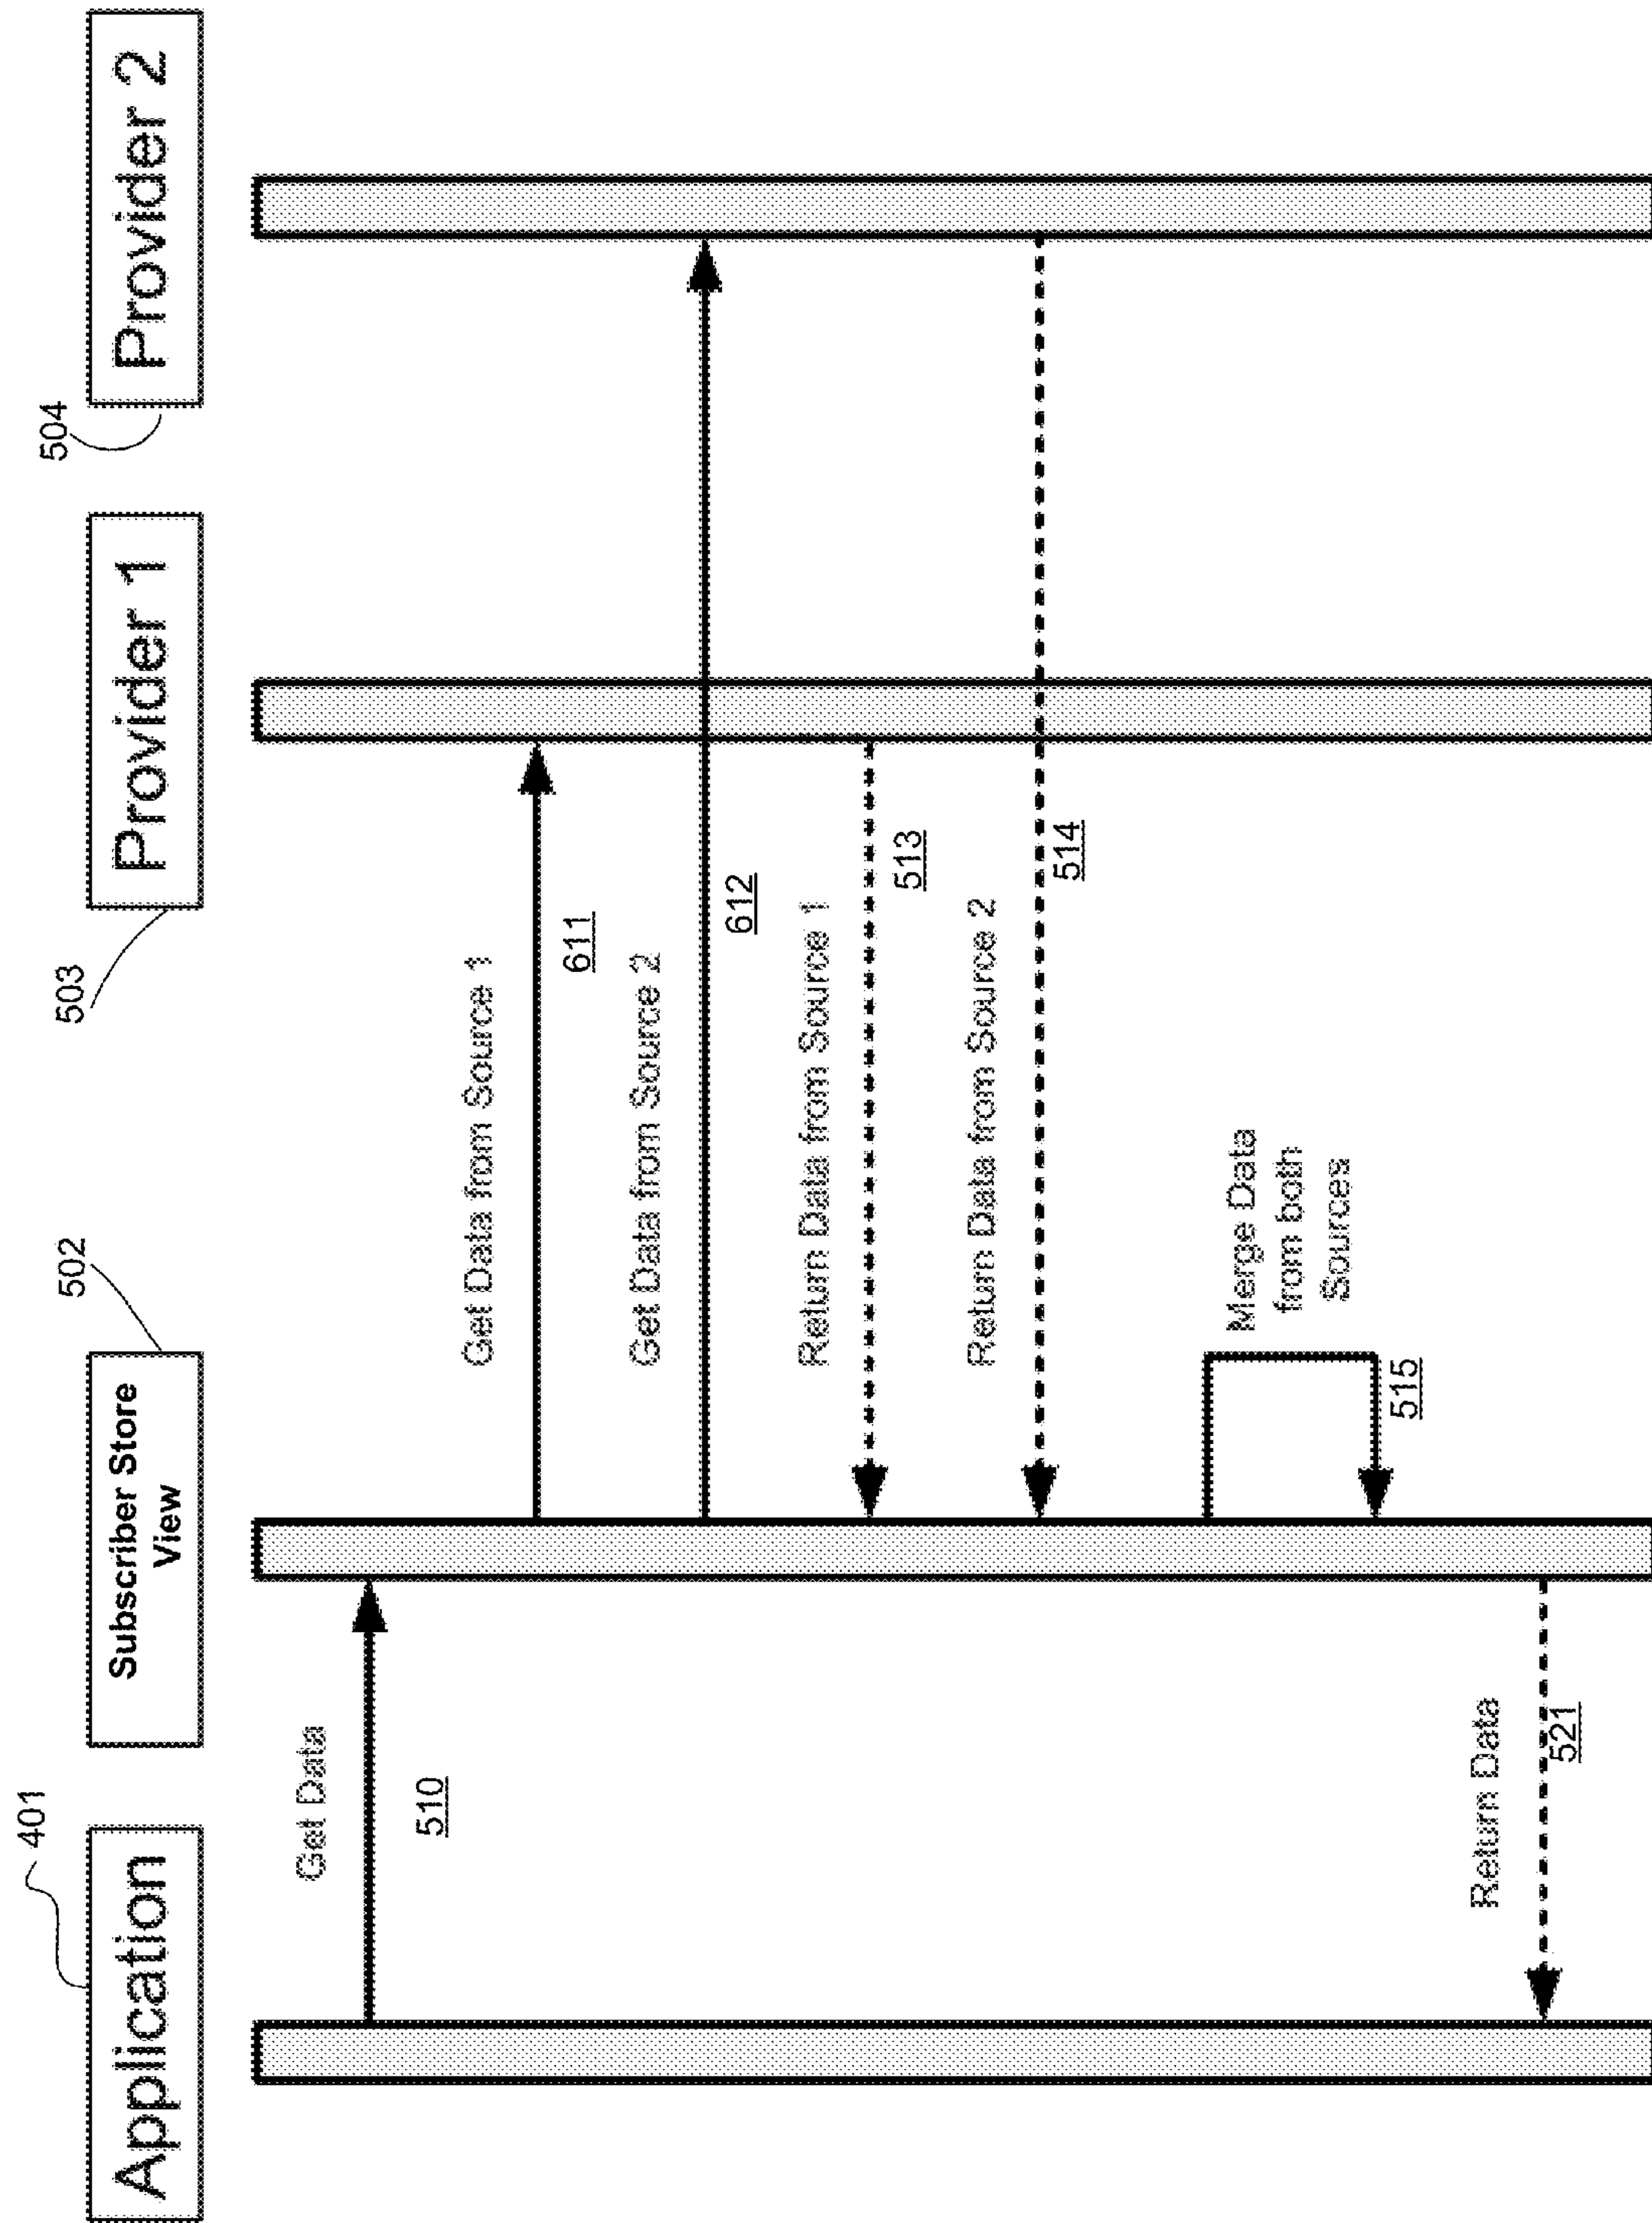 Application
401
Subscriber Store
View
502
Provider 1
503
Provider 2
504
Get Data
510
Get Data from Source 1
611
Get Data from Source 2
612
Return Data from Source 1
513
Return Data from Source 2
514
Merge Data
from both
Sources
515
Return Data
521